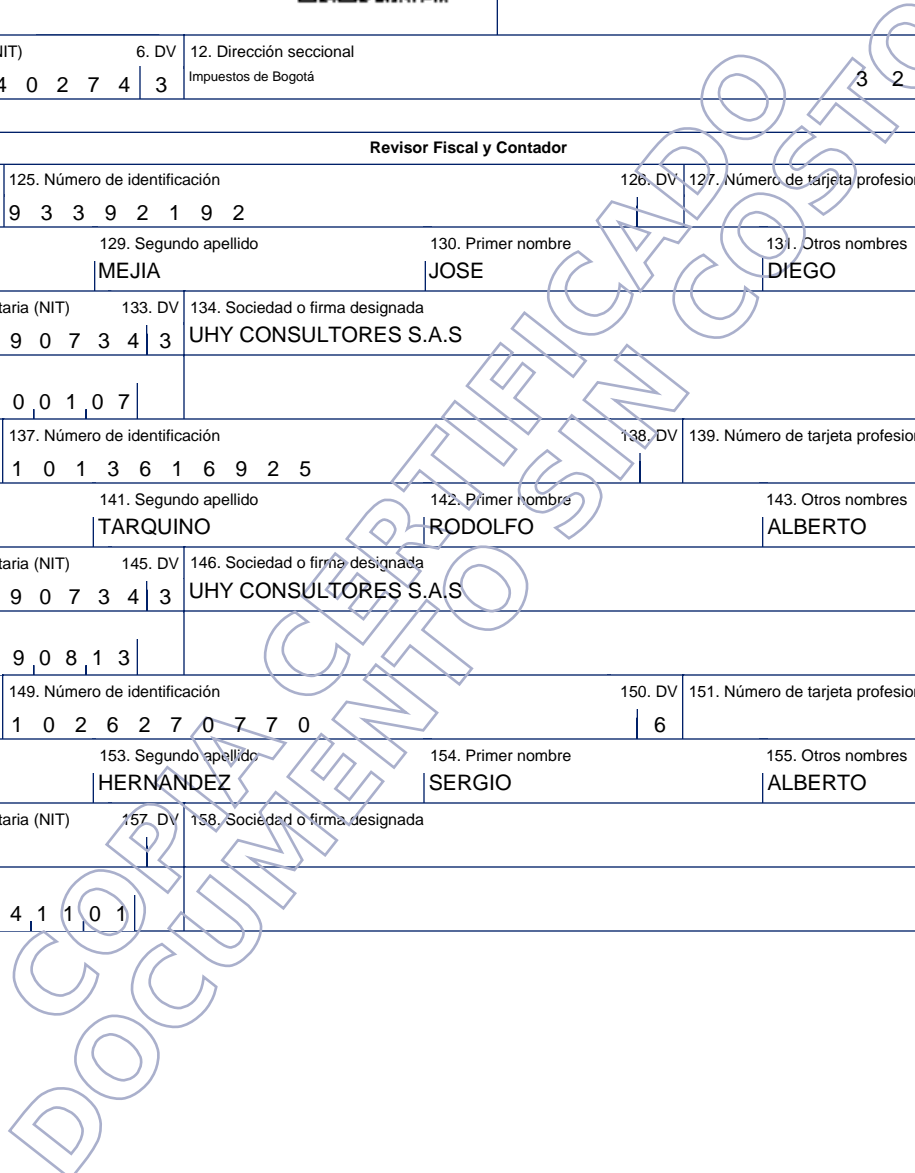 NIT) 6. DV 12. Dirección seccional
4 0 2 7 4 3 Impuestos de Bogotá 3 2
Revisor Fiscal y Contador
125. Número de identificación 126. DV 127. Número de tarjeta profesion
9 3 3 9 2 1 9 2
129. Segundo apellido 130. Primer nombre 131. Otros nombres
MEJIA JOSE DIEGO
taria (NIT) 133. DV 134. Sociedad o firma designada
9 0 7 3 4 3 UHY CONSULTORES S.A.S
0 0 1 0 7
137. Número de identificación 138. DV 139. Número de tarjeta profesion
1 0 1 3 6 1 6 9 2 5
141. Segundo apellido 142. Primer nombre 143. Otros nombres
TARQUINO RODOLFO ALBERTO
taria (NIT) 145. DV 146. Sociedad o firma designada
9 0 7 3 4 3 UHY CONSULTORES S.A.S
9 0 8 1 3
149. Número de identificación 150. DV 151. Número de tarjeta profesion
1 0 2 6 2 7 0 7 7 0 6
153. Segundo apellido 154. Primer nombre 155. Otros nombres
HERNANDEZ SERGIO ALBERTO
taria (NIT) 157. DV 158. Sociedad o firma designada
4 1 1 0 1
COPIA CERTIFICADO
DOCUMENTO SIN COSTO